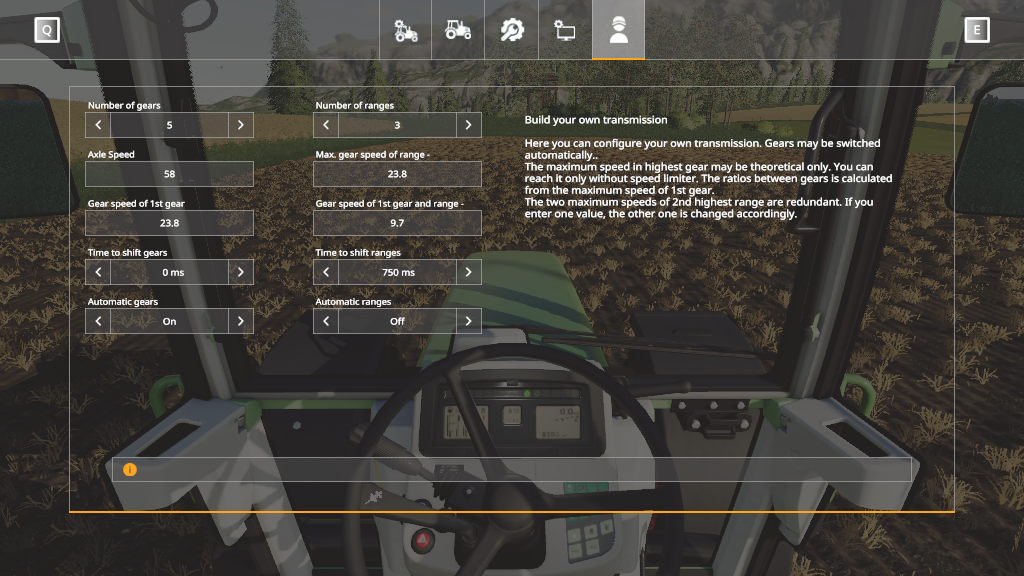 Q
E
Number of gears
5
Number of ranges
3
Axle Speed
58
Max. gear speed of range -
23.8
Gear speed of 1st gear
23.8
Gear speed of 1st gear and range -
9.7
Time to shift gears
0 ms
Time to shift ranges
750 ms
Automatic gears
On
Automatic ranges
Off
Build your own transmission
Here you can configure your own transmission. Gears may be switched
automatically..
The maximum speed in highest gear may be theoretical only. You can
reach it only without speed limiter. The ratios between gears is calculated
from the maximum speed of 1st gear.
The two maximum speeds of 2nd highest range are redundant. If you
enter one value, the other one is changed accordingly.